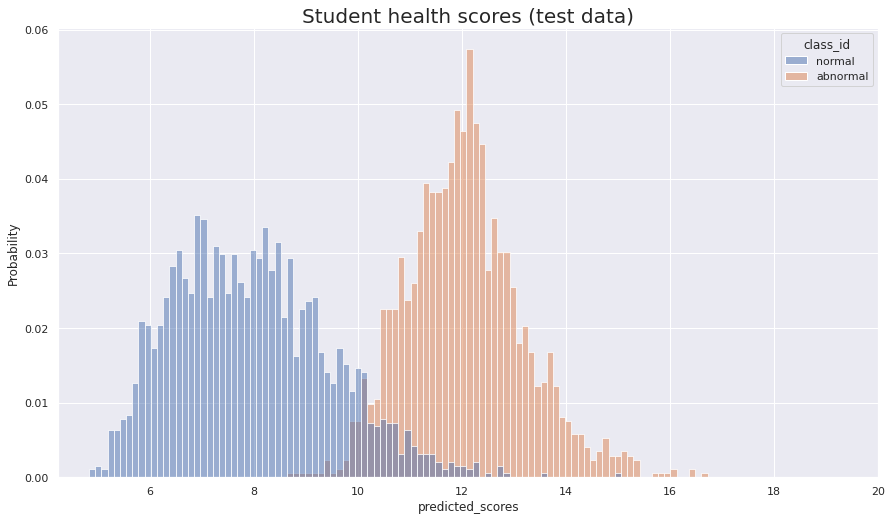 Student health scores (test data)
class_id
normal
abnormal
Probability
0.06
0.05
0.04
0.03
0.02
0.01
0.00
6 8 10 12 14 16 18 20
predicted_scores